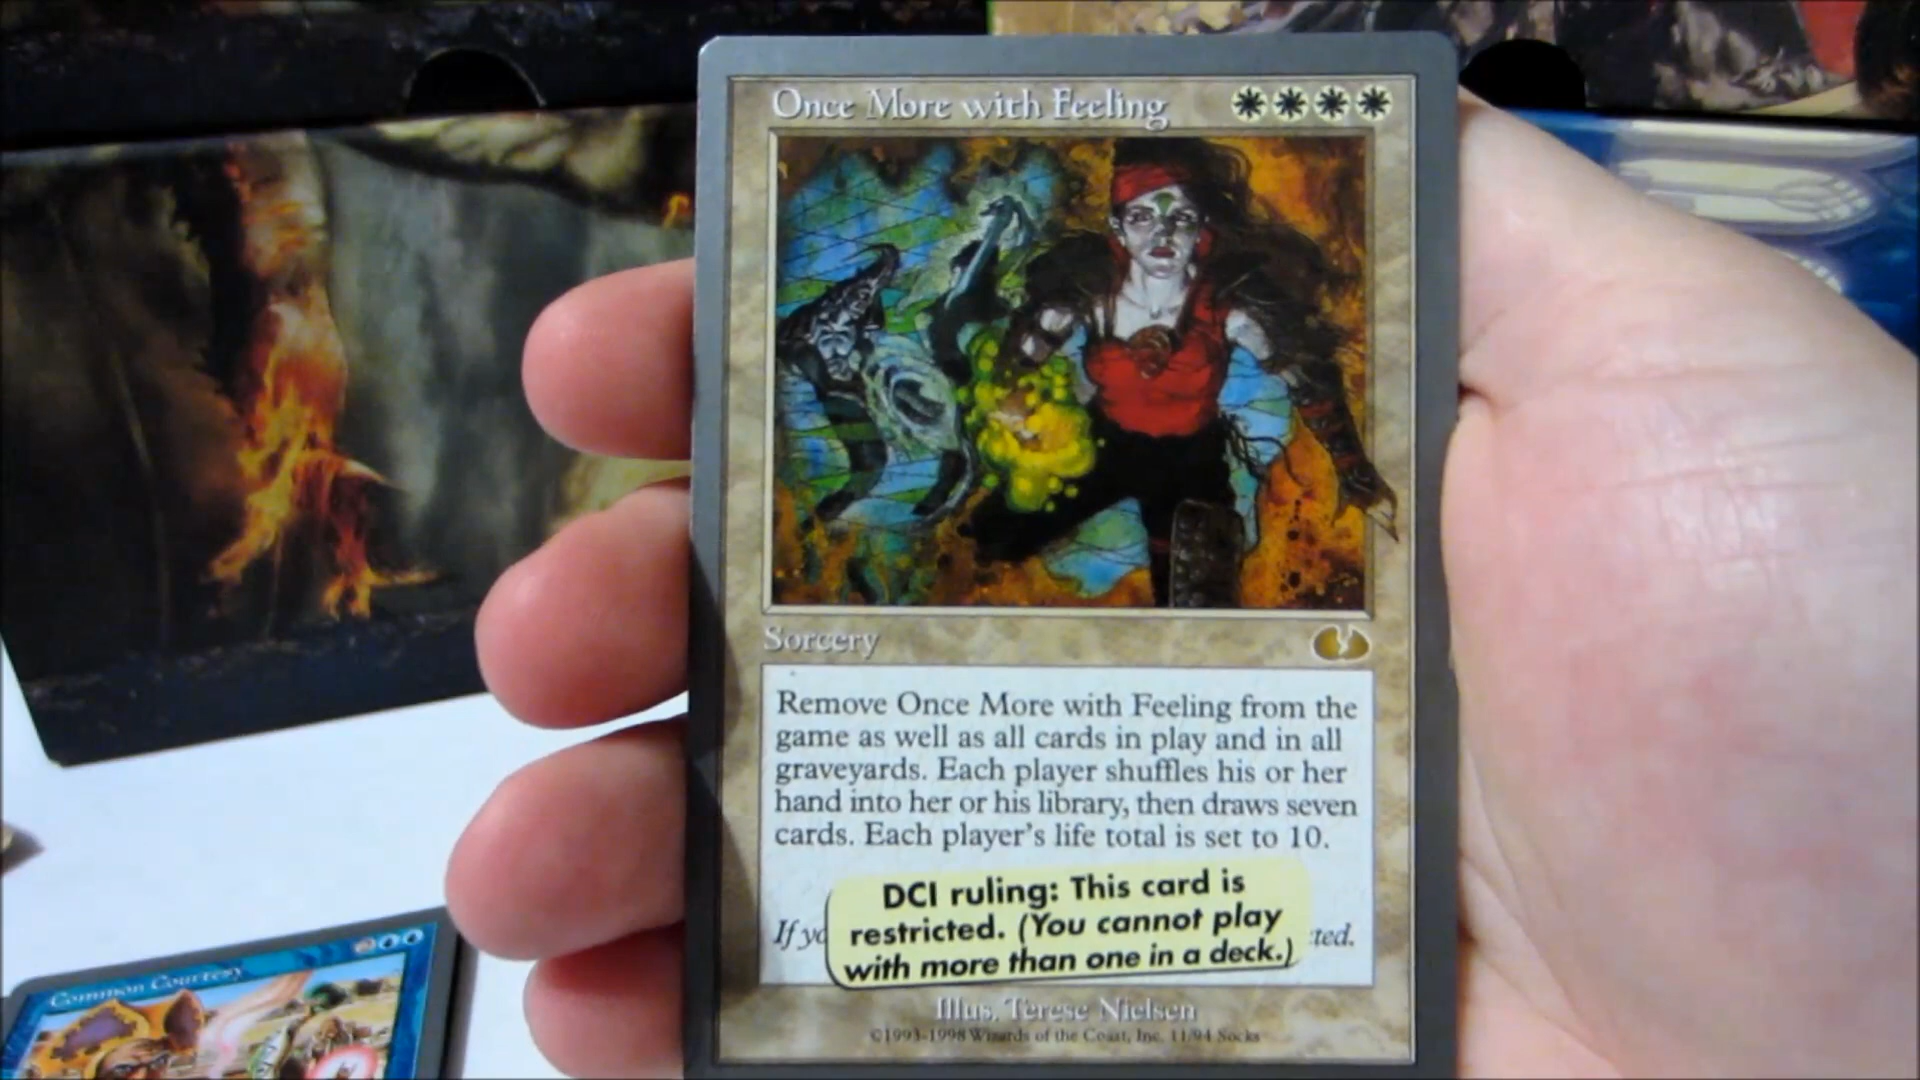 Once More with Feeling
Sorcery
Remove Once More with Feeling from the
game as well as all cards in play and in all
graveyards. Each player shuffles his or her
hand into her or his library, then draws seven
cards. Each player's life total is set to 10.
DCI ruling: This card is
If yo restricted. (You cannot play ted.
with more than one in a deck.)
Illus. Terese Nielsen
©1993-1998 Wizards of the Coast, Inc. 11/94 Socks
Common Courtesy